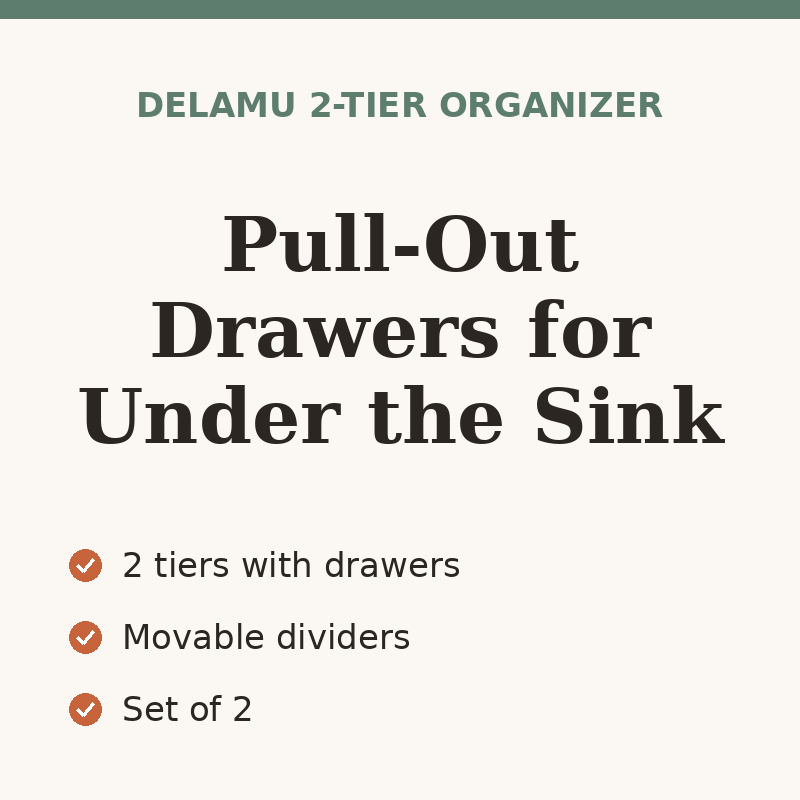 DELAMU 2-TIER ORGANIZER
Pull-Out
Drawers for
Under the Sink
2 tiers with drawers
Movable dividers
Set of 2